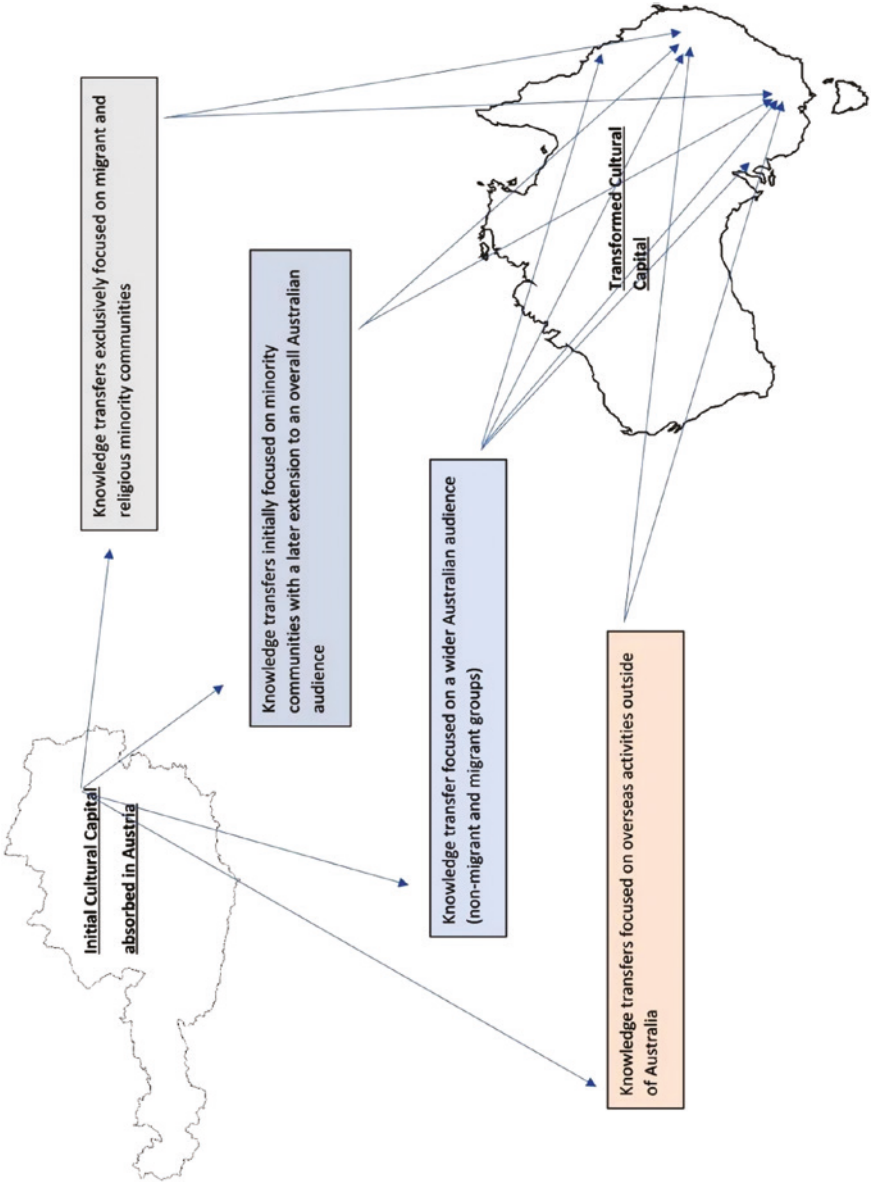 Initial Cultural Capital
absorbed in Austria
Knowledge transfers exclusively focused on migrant and
religious minority communities
Knowledge transfers initially focused on minority
communities with a later extension to an overall Australian
audience
Knowledge transfer focused on a wider Australian audience
(non-migrant and migrant groups)
Knowledge transfers focused on overseas activities outside
of Australia
Transformed Cultural
Capital